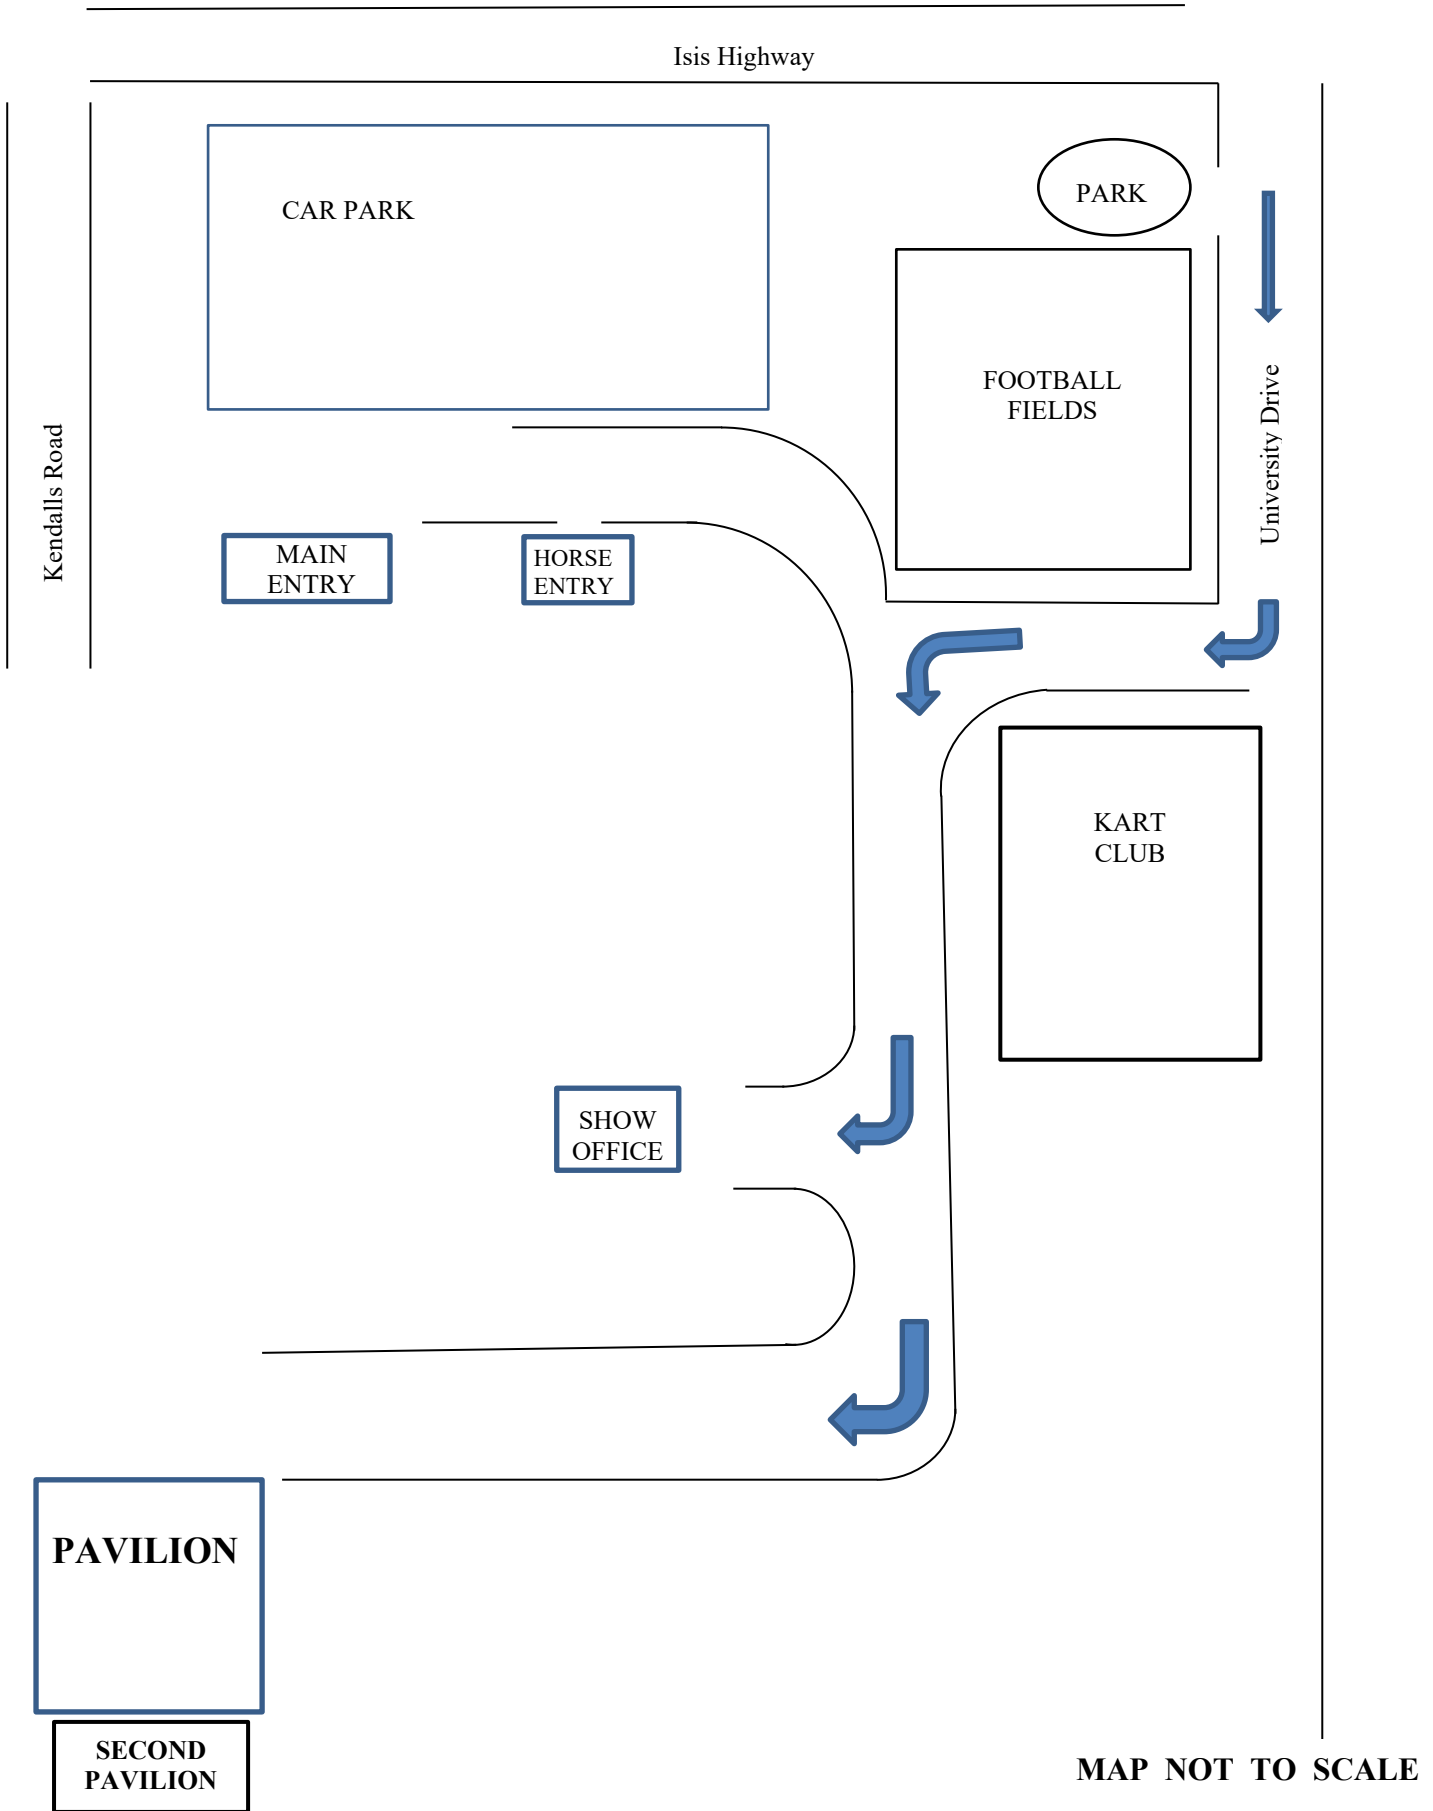 Isis Highway
CAR PARK
PARK
FOOTBALL
FIELDS
University Drive
Kendalls Road
MAIN
ENTRY
HORSE
ENTRY
KART
CLUB
SHOW
OFFICE
PAVILION
SECOND
PAVILION
MAP NOT TO SCALE